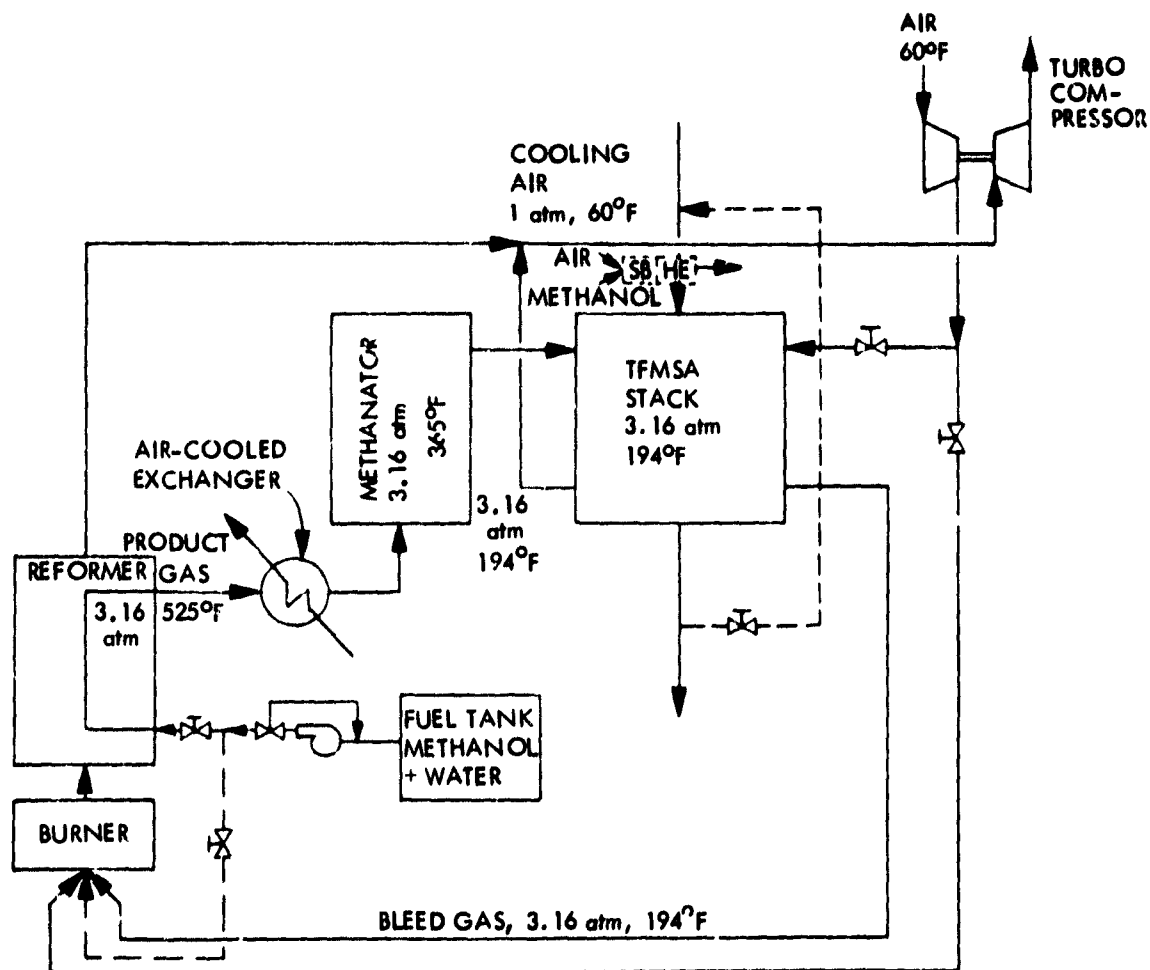 AIR
60°F
TURBO
COM-
PRESSOR
COOLING
AIR
1 atm, 60°F
AIR
SB HE
METHANOL
METHANATOR
3.16 atm
365°F
TFMSA
STACK
3.16 atm
194°F
AIR-COOLED
EXCHANGER
3.16
atm
194°F
PRODUCT
GAS
525°F
REFORMER
3.16
atm
FUEL TANK
METHANOL
+ WATER
BURNER
BLEED GAS, 3.16 atm, 194°F